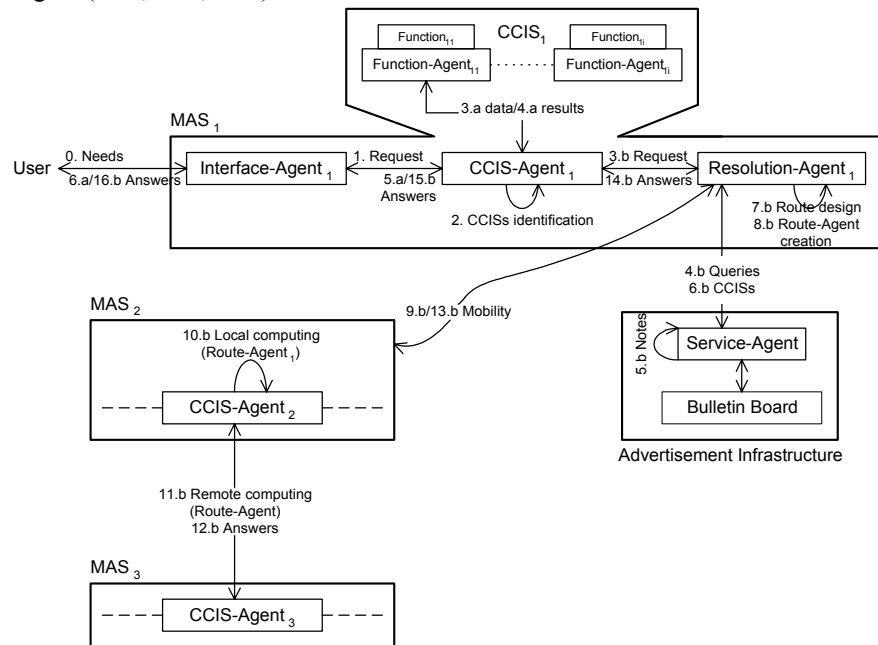 CCIS1
Function11
Function1i
Function-Agent11
Function-Agent1i
3.a data/4.a results
MAS 1
User
0. Needs
6.a/16.b Answers
Interface-Agent 1
1. Request
5.a/15.b
Answers
CCIS-Agent 1
2. CCISs identification
3.b Request
14.b Answers
Resolution-Agent 1
7.b Route design
8.b Route-Agent
creation
4.b Queries
6.b CCISs
9.b/13.b Mobility
MAS 2
10.b Local computing
(Route-Agent 1)
CCIS-Agent 2
5.b Notes
Service-Agent
Bulletin Board
Advertisement Infrastructure
11.b Remote computing
(Route-Agent)
12.b Answers
MAS 3
CCIS-Agent 3